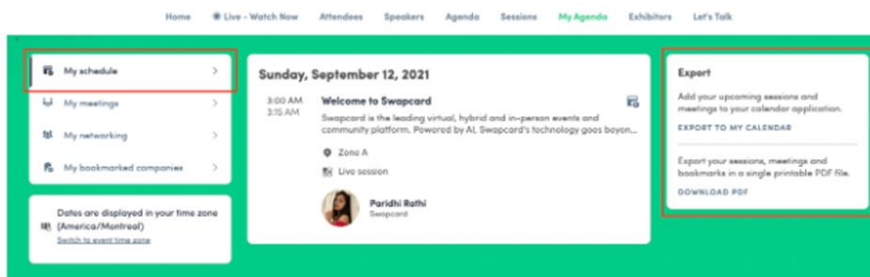 Home Live - Watch Now Attendees Speakers Agenda Sessions My Agenda Exhibitors Let's Talk
My schedule
My meetings
My networking
My bookmarked companies
Dates are displayed in your time zone
(America/Montreal)
Switch to event time zone
Sunday, September 12, 2021
3:00 AM
3:15 AM
Welcome to Swapcard
Swapcard is the leading virtual, hybrid and in-person events and
community platform. Powered by AI, Swapcard's technology goes beyon...
Zone A
Live session
Paridhi Rathi
Swapcard
Export
Add your upcoming sessions and
meetings to your calendar application.
EXPORT TO MY CALENDAR
Export your sessions, meetings and
bookmarks in a single printable PDF file.
DOWNLOAD PDF